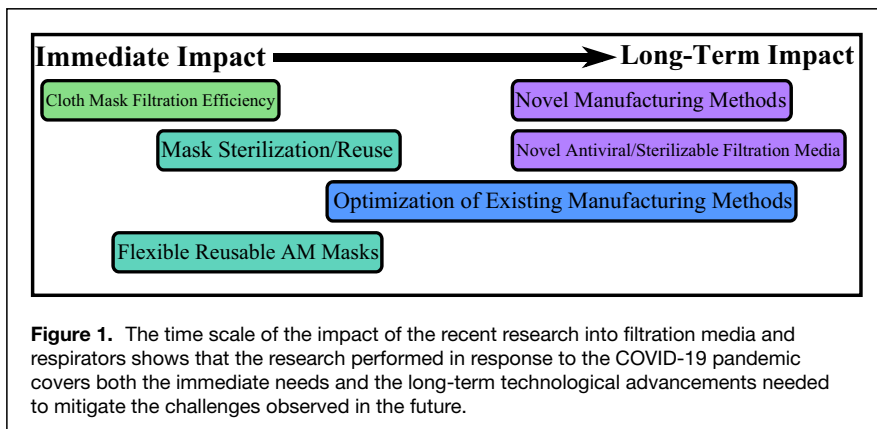 Immediate Impact Long-Term Impact
Cloth Mask Filtration Efficiency Novel Manufacturing Methods
Mask Sterilization/Reuse Novel Antiviral/Sterilizable Filtration Media
Optimization of Existing Manufacturing Methods
Flexible Reusable AM Masks
Figure 1. The time scale of the impact of the recent research into filtration media and
respirators shows that the research performed in response to the COVID-19 pandemic
covers both the immediate needs and the long-term technological advancements needed
to mitigate the challenges observed in the future.